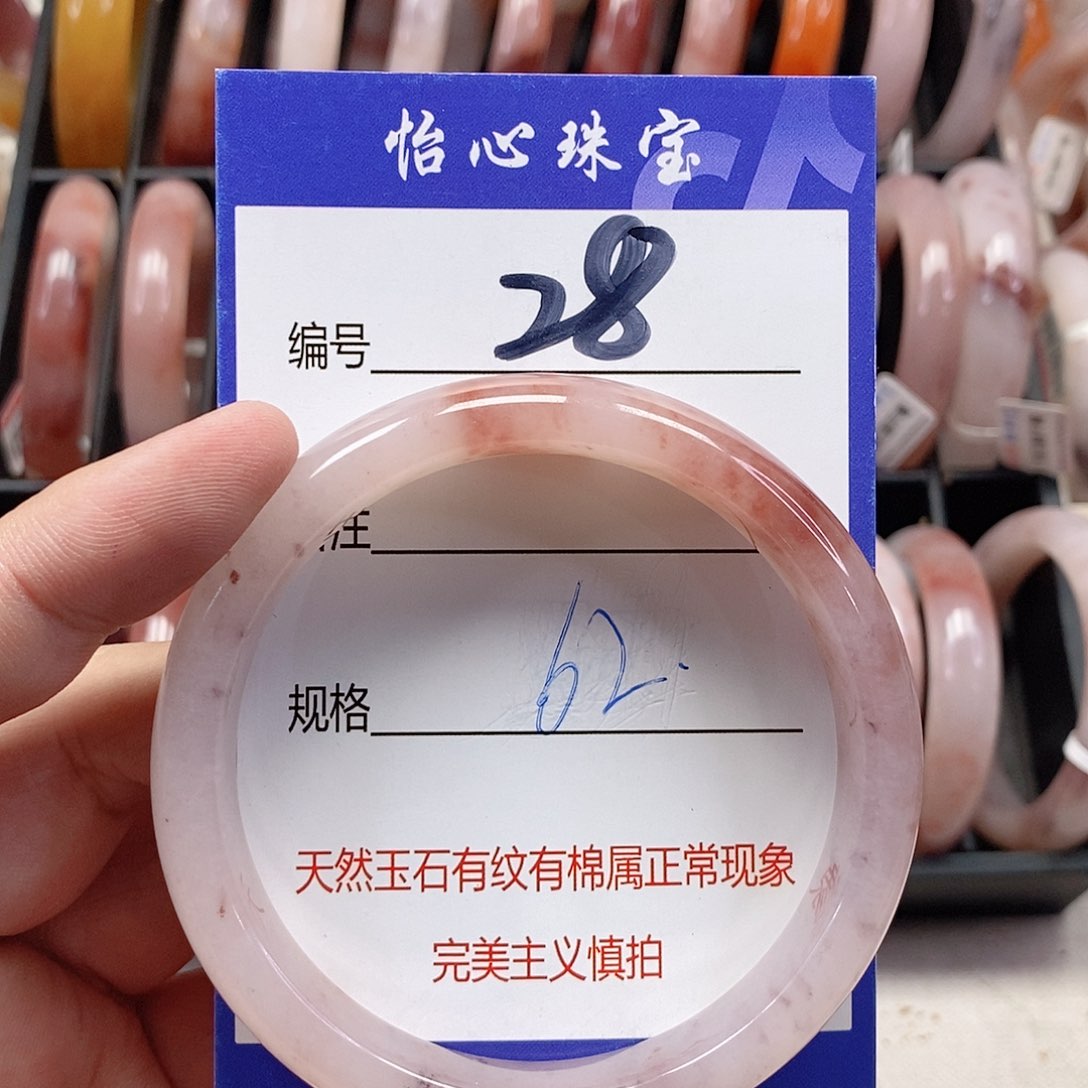 怡心珠宝
编号 28
注
规格 62.
天然玉石有纹有棉属正常现象
完美主义慎拍